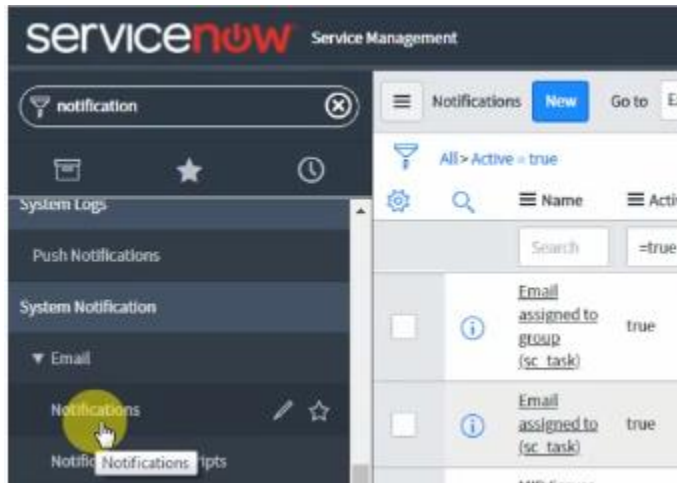 servicenow Service Management
notification
Notifications New Go to
All > Active = true
System Logs
Name
=true
Search
Push Notifications
System Notification
Email
assigned to
group
(sc_task)
true
Email
Notifications
Email
assigned to
(sc_task)
true
Notifications